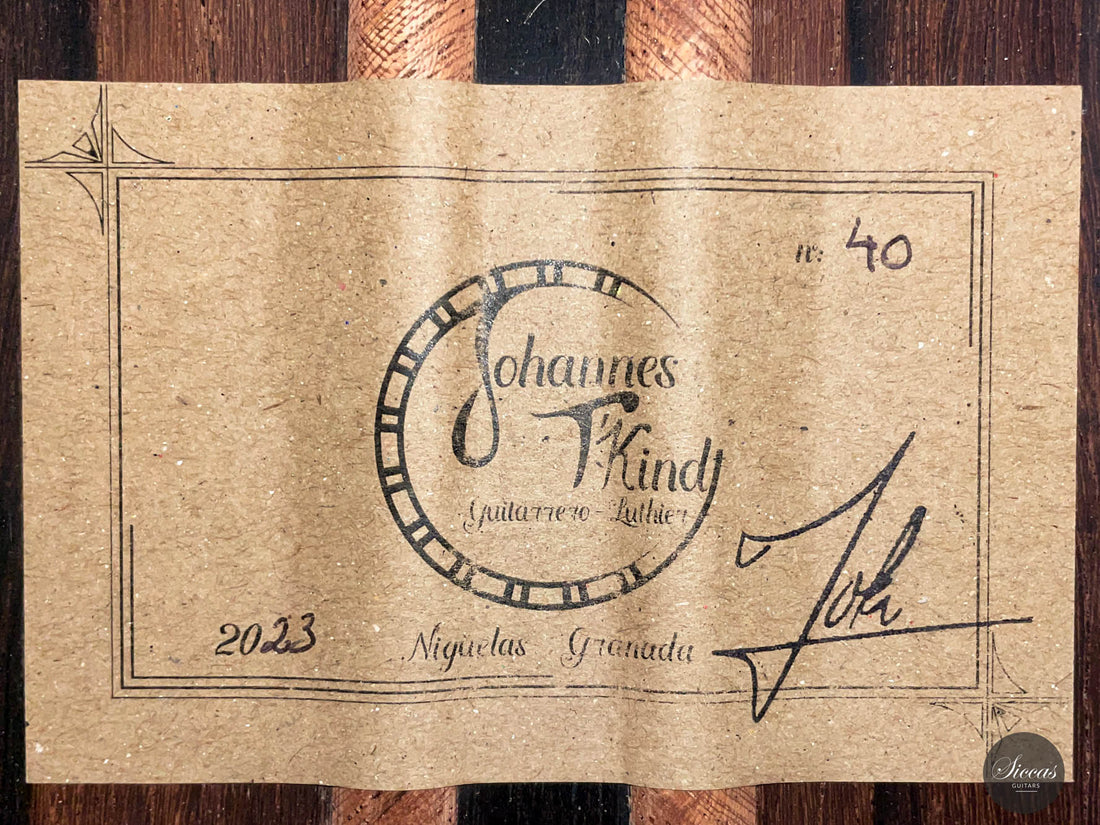 nº: 40
Johannes
T'Kindt
Guitarrero - Luthier
2023
Nigüelas Granada
Joh
Siccas
GUITARS